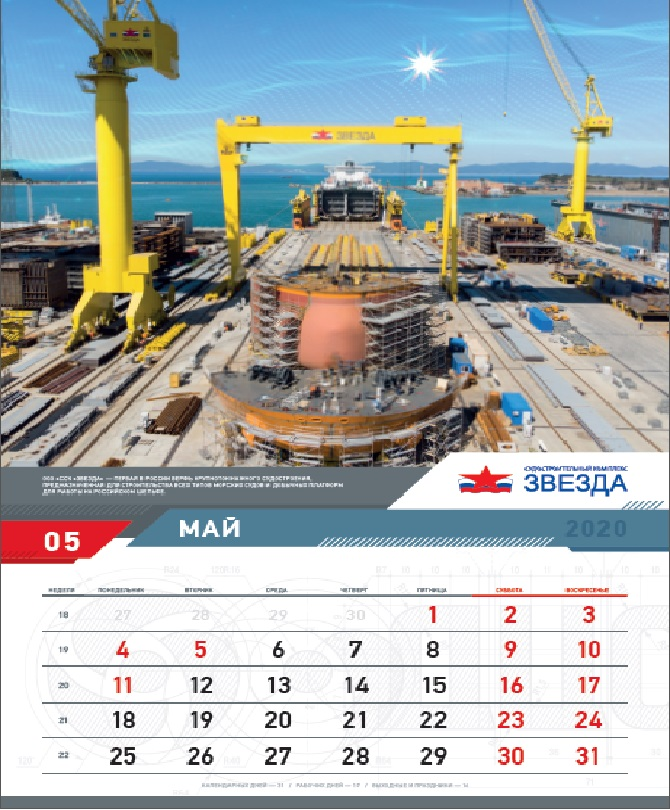 ЗВЕЗДА
ООО «ССК «ЗВЕЗДА» — ПЕРВАЯ В РОССИИ ВЕРФЬ КРУПНОТОННАЖНОГО СУДОСТРОЕНИЯ,
ПРЕДНАЗНАЧЕННАЯ ДЛЯ СТРОИТЕЛЬСТВА ВСЕХ ТИПОВ МОРСКИХ СУДОВ И ДОБЫЧНЫХ ПЛАТФОРМ
ДЛЯ РАБОТЫ НА РОССИЙСКОМ ШЕЛЬФЕ.
СУДОСТРОИТЕЛЬНЫЙ КОМПЛЕКС
ЗВЕЗДА
05 МАЙ 2020
НЕДЕЛИ ПОНЕДЕЛЬНИК ВТОРНИК СРЕДА ЧЕТВЕРГ ПЯТНИЦА СУББОТА ВОСКРЕСЕНЬЕ
18 27 28 29 30 1 2 3
19 4 5 6 7 8 9 10
20 11 12 13 14 15 16 17
21 18 19 20 21 22 23 24
22 25 26 27 28 29 30 31
КАЛЕНДАРНЫХ ДНЕЙ — 31 / РАБОЧИХ ДНЕЙ — 17 / ВЫХОДНЫЕ И ПРАЗДНИКИ — 14